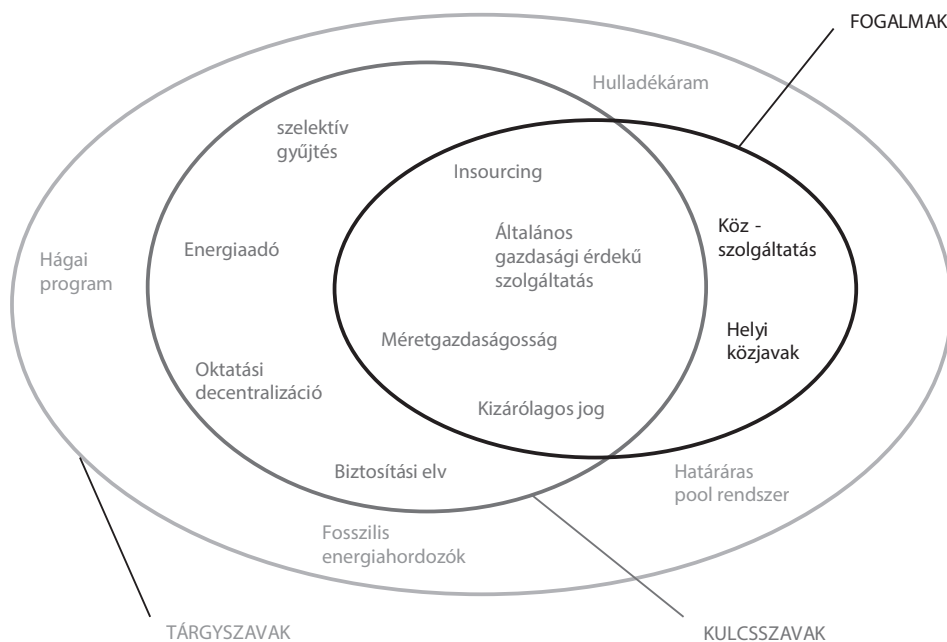 FOGALMAK
Hulladékáram
szelektív
gyűjtés
Insourcing
Általános
gazdasági érdekű
szolgáltatás
Köz -
szolgáltatás
Energiaadó
Hágai
program
Méretgazdaságosság
Helyi
közjavak
Oktatási
decentralizáció
Kizárólagos jog
Biztosítási elv
Határáras
pool rendszer
Fosszilis
energiahordozók
TÁRGYSZAVAK
KULCSSZAVAK